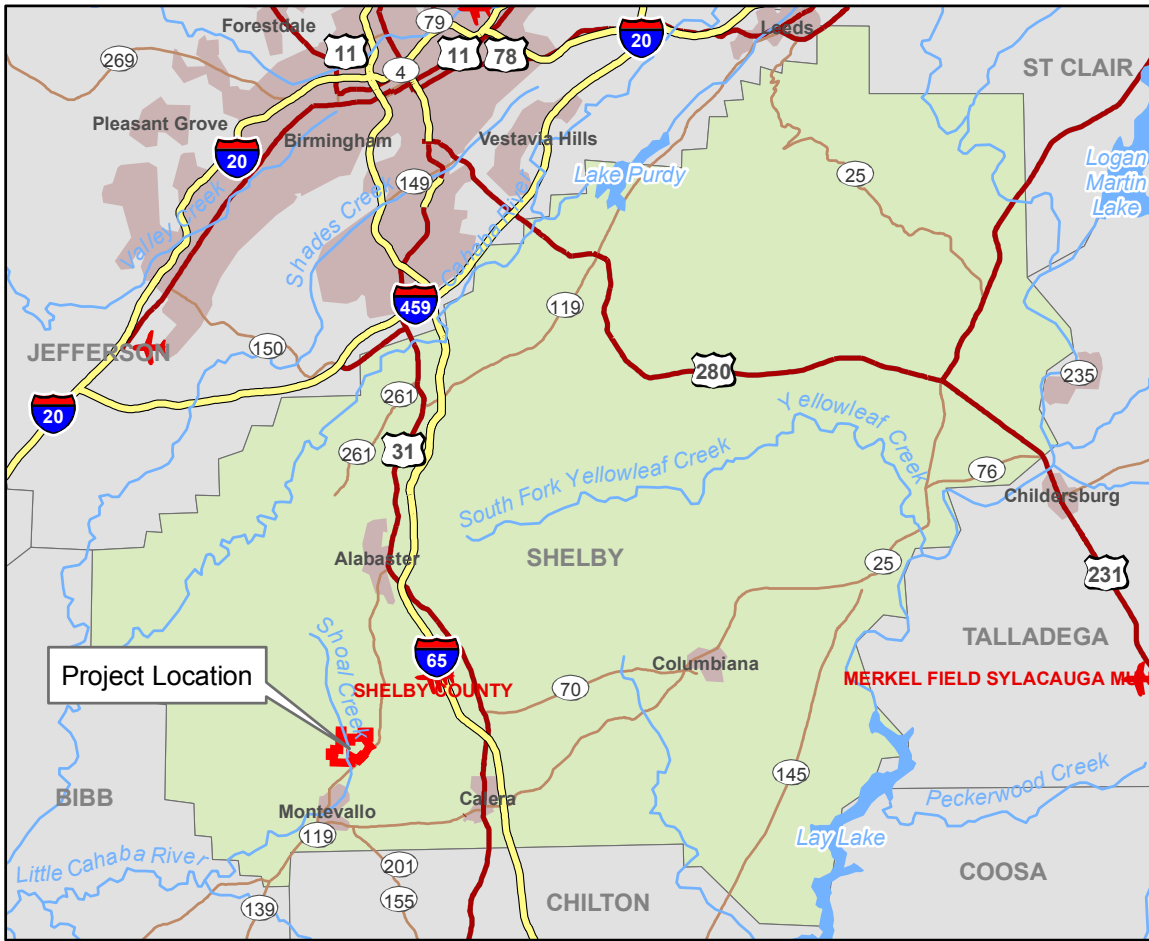 Forestdale
79
Leeds
11
11
78
20
269
4
ST CLAIR
Pleasant Grove
Birmingham
Vestavia Hills
20
Lake Purdy
Logan
Martin
Lake
149
25
Valley Creek
Shades Creek
Cahaba River
459
119
JEFFERSON
150
280
235
20
261
31
261
Yellowleaf Creek
South Fork Yellowleaf Creek
76
Childersburg
Alabaster
SHELBY
25
231
Shoal Creek
TALLADEGA
65
Columbiana
Project Location
SHELBY COUNTY
70
MERKEL FIELD SYLACAUGA MU
145
BIBB
Peckerwood Creek
Calera
Montevallo
119
Lay Lake
Little Cahaba River
201
COOSA
155
139
CHILTON